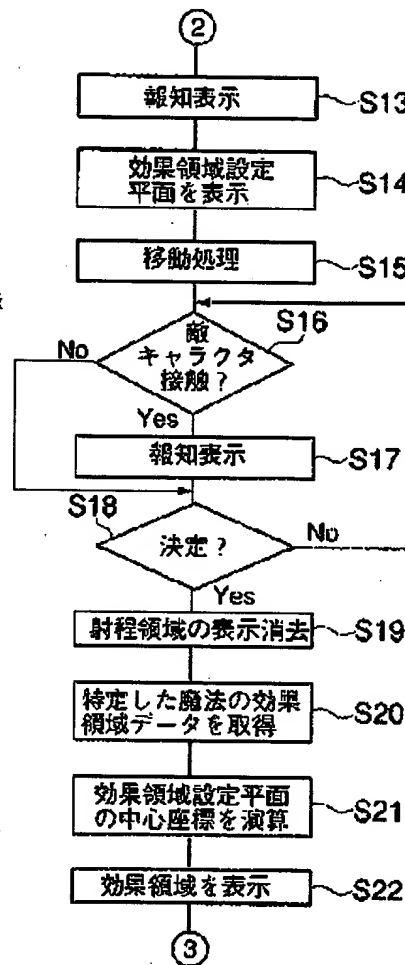 ②
報知表示
S13
効果領域設定
平面を表示
S14
移動処理
S15
敵
キャラクタ
接触?
S16
No
Yes
報知表示
S17
S18
決定?
No
Yes
射程領域の表示消去
S19
特定した魔法の効果
領域データを取得
S20
効果領域設定平面
の中心座標を演算
S21
効果領域を表示
S22
③